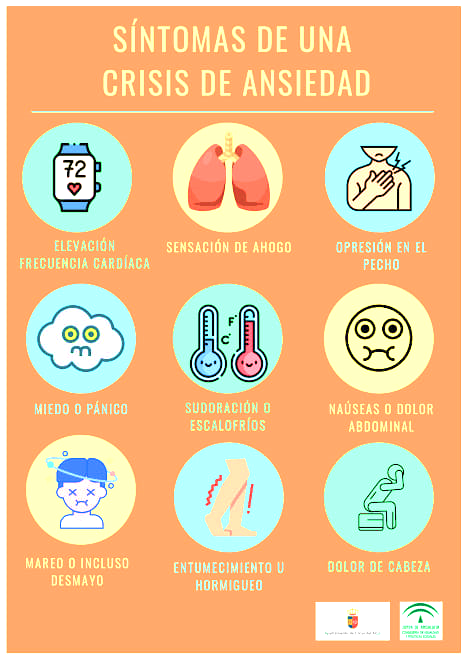 SÍNTOMAS DE UNA
CRISIS DE ANSIEDAD
72
ELEVACIÓN
FRECUENCIA CARDÍACA
SENSACIÓN DE AHOGO
OPRESIÓN EN EL
PECHO
F
C
MIEDO O PÁNICO
SUDORACIÓN O
ESCALOFRÍOS
NAÚSEAS O DOLOR
ABDOMINAL
MAREO O INCLUSO
DESMAYO
ENTUMECIMIENTO U
HORMIGUEO
DOLOR DE CABEZA